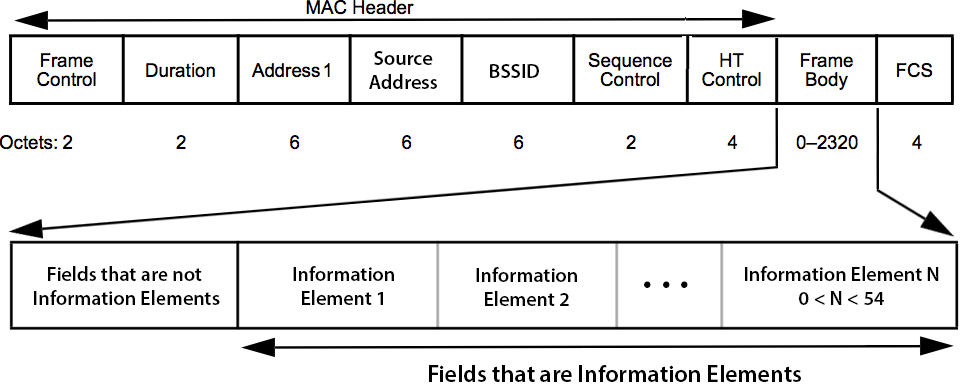 MAC Header
Frame Control
Duration
Address 1
Source Address
BSSID
Sequence Control
HT Control
Frame Body
FCS
Octets: 2 2 6 6 6 2 4 0–2320 4
Fields that are not
Information Elements
Information
Element 1
Information
Element 2
• • •
Information Element N
0 < N < 54
Fields that are Information Elements